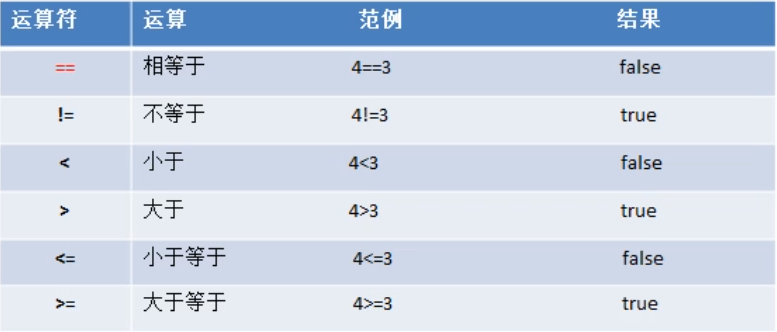 运算符 运算 范例 结果
== 相等于 4==3 false
!= 不等于 4!=3 true
< 小于 4<3 false
> 大于 4>3 true
<= 小于等于 4<=3 false
>= 大于等于 4>=3 true